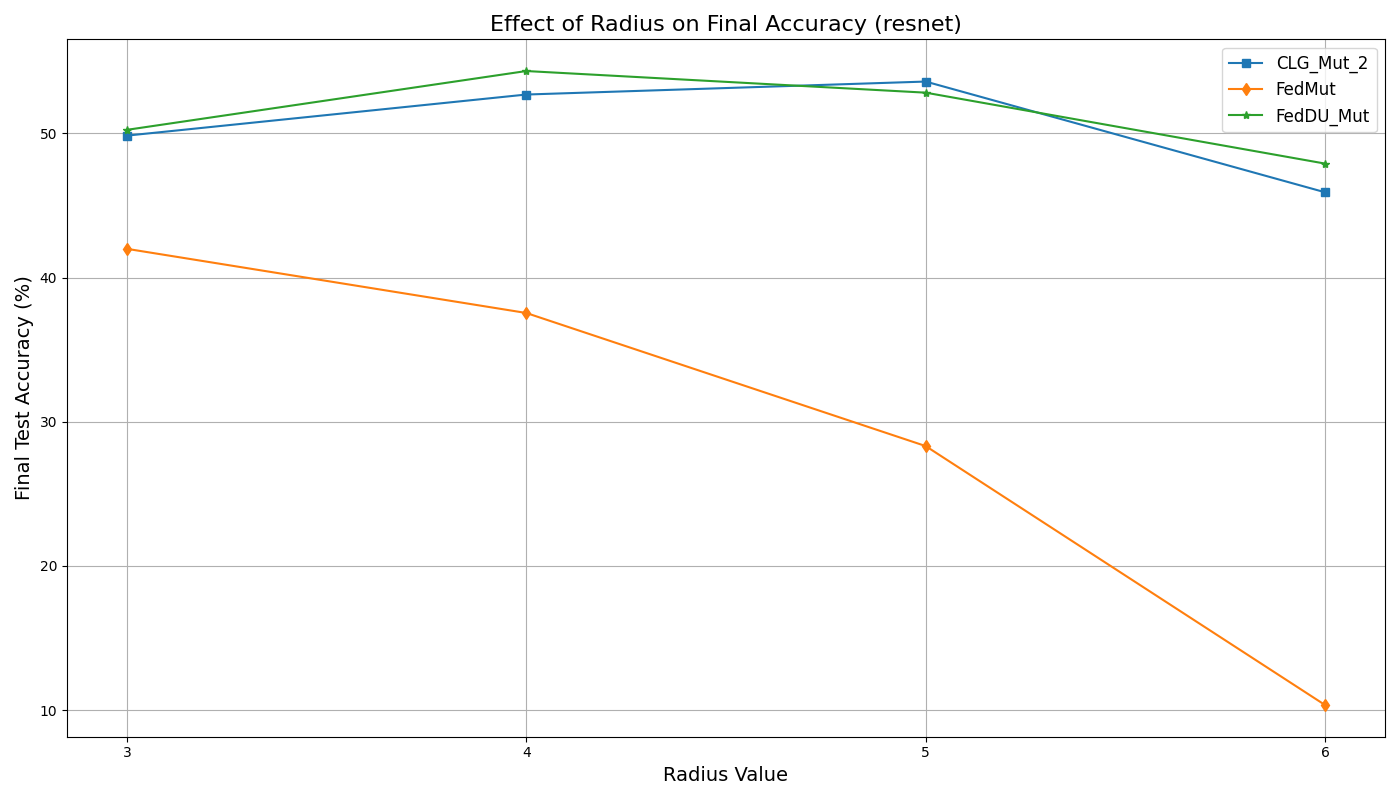 Effect of Radius on Final Accuracy (resnet)
CLG_Mut_2
FedMut
FedDU_Mut
Final Test Accuracy (%)
50
40
30
20
10
3
4
5
6
Radius Value